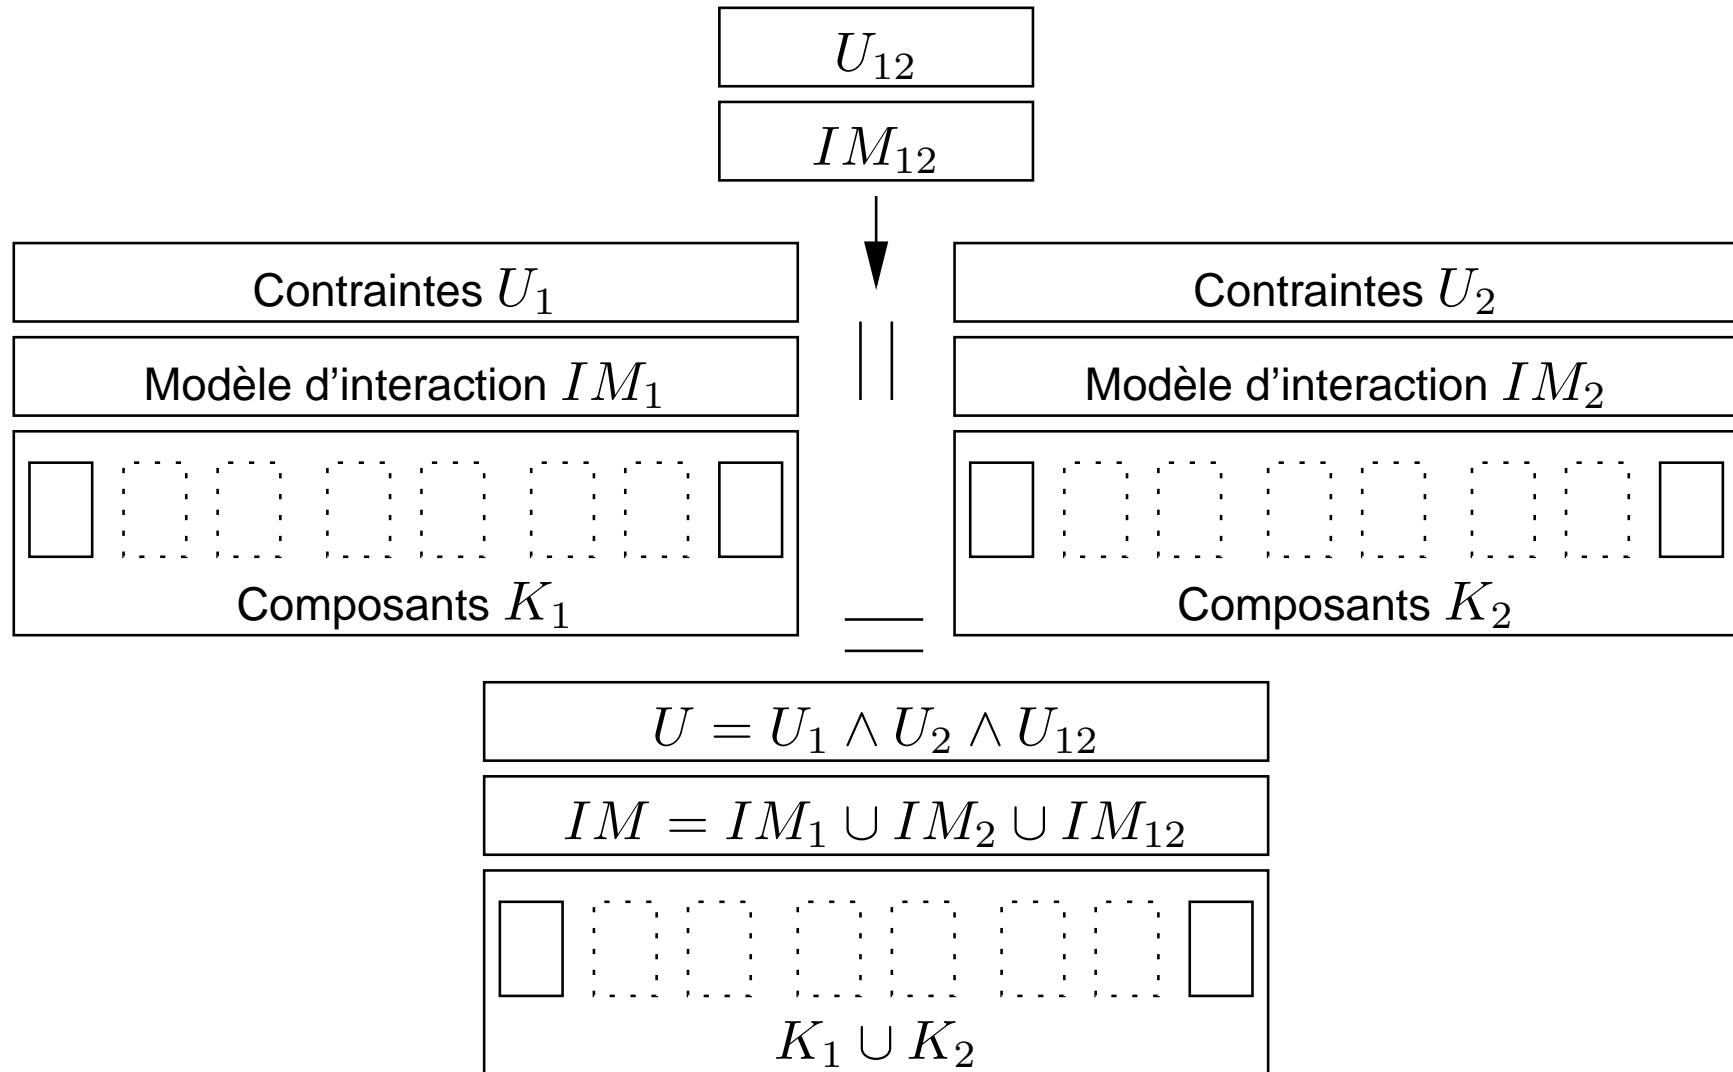 U₁₂
IM₁₂
Contraintes U₁
Modèle d'interaction IM₁
Composants K₁
||
Contraintes U₂
Modèle d'interaction IM₂
Composants K₂
=
U = U₁ ∧ U₂ ∧ U₁₂
IM = IM₁ ∪ IM₂ ∪ IM₁₂
K₁ ∪ K₂